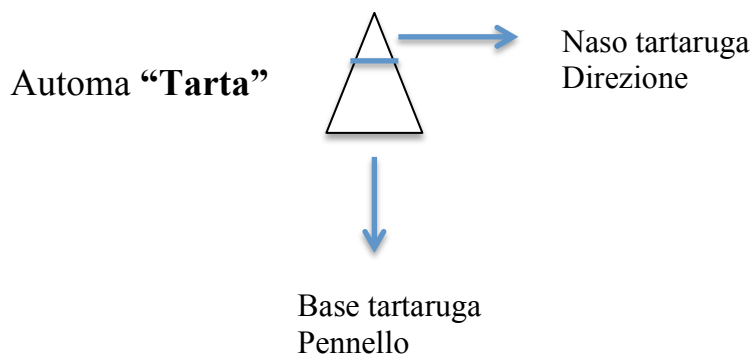 Automa “Tarta”
Naso tartaruga
Direzione
Base tartaruga
Pennello